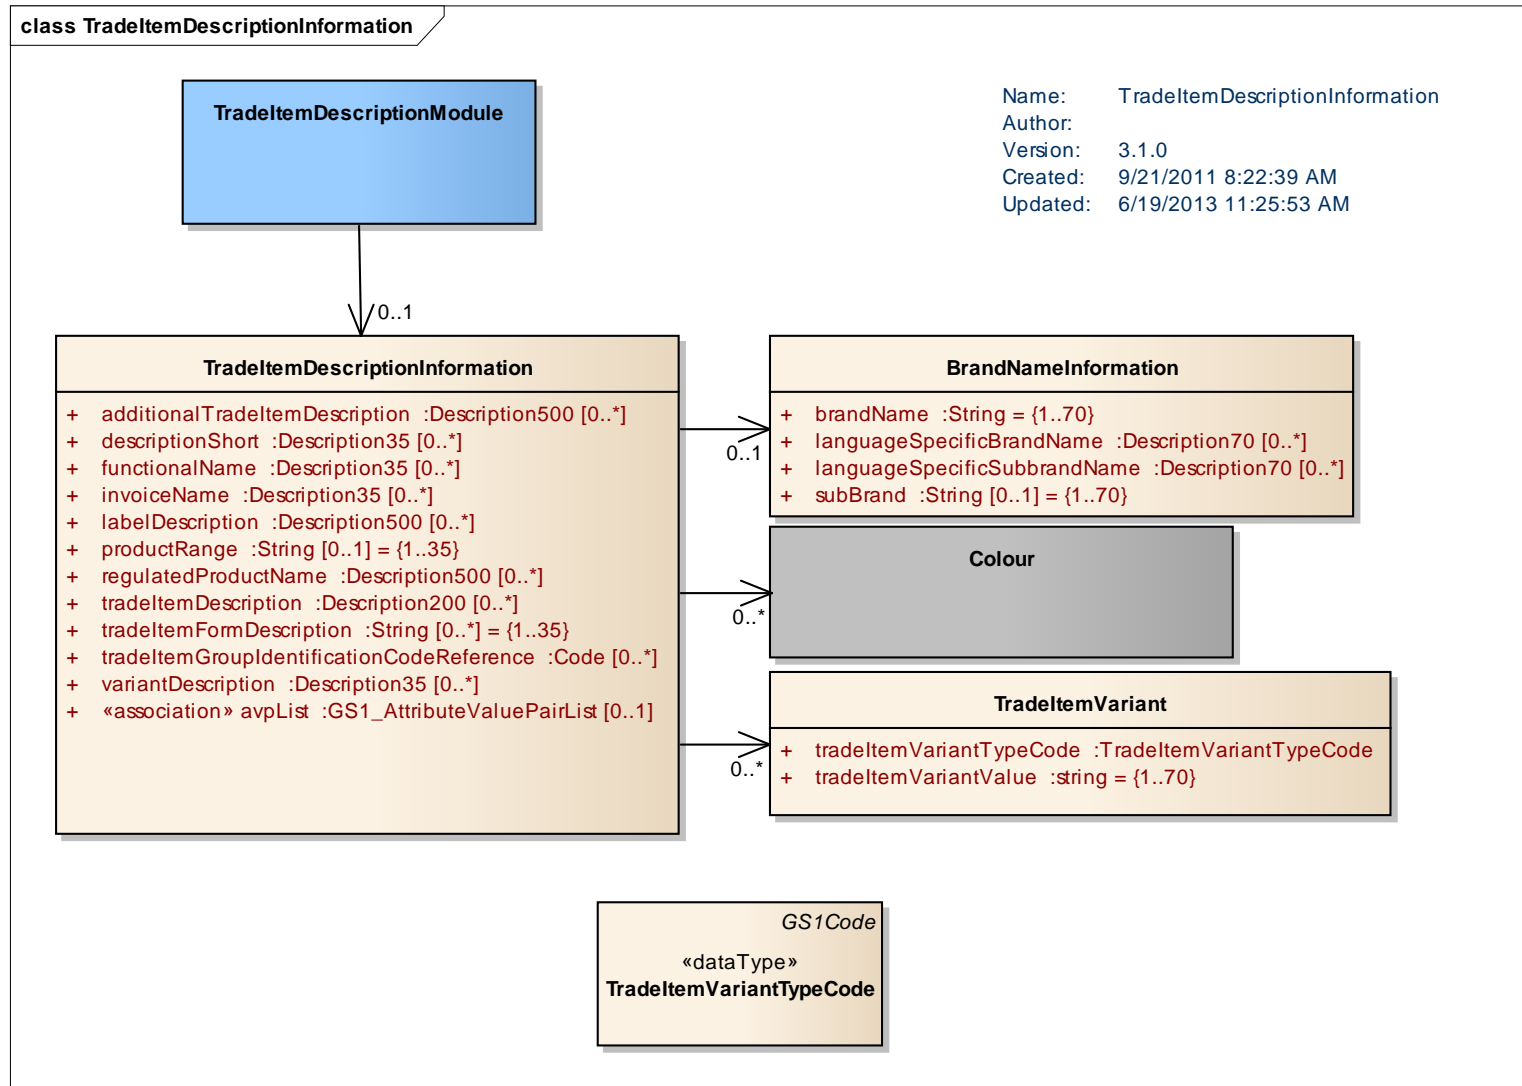 class TradeItemDescriptionInformation
TradeItemDescriptionModule
Name: TradeItemDescriptionInformation
Author:
Version: 3.1.0
Created: 9/21/2011 8:22:39 AM
Updated: 6/19/2013 11:25:53 AM
0..1
TradeItemDescriptionInformation
+ additionalTradeItemDescription :Description500 [0..*]
+ descriptionShort :Description35 [0..*]
+ functionalName :Description35 [0..*]
+ invoiceName :Description35 [0..*]
+ labelDescription :Description500 [0..*]
+ productRange :String [0..1] = {1..35}
+ regulatedProductName :Description500 [0..*]
+ tradeItemDescription :Description200 [0..*]
+ tradeItemFormDescription :String [0..*] = {1..35}
+ tradeItemGroupIdentificationCodeReference :Code [0..*]
+ variantDescription :Description35 [0..*]
+ «association» avpList :GS1_AttributeValuePairList [0..1]
0..1
BrandNameInformation
+ brandName :String = {1..70}
+ languageSpecificBrandName :Description70 [0..*]
+ languageSpecificSubbrandName :Description70 [0..*]
+ subBrand :String [0..1] = {1..70}
0..*
Colour
0..*
TradeItemVariant
+ tradeItemVariantTypeCode :TradeItemVariantTypeCode
+ tradeItemVariantValue :string = {1..70}
GS1Code
«dataType»
TradeItemVariantTypeCode